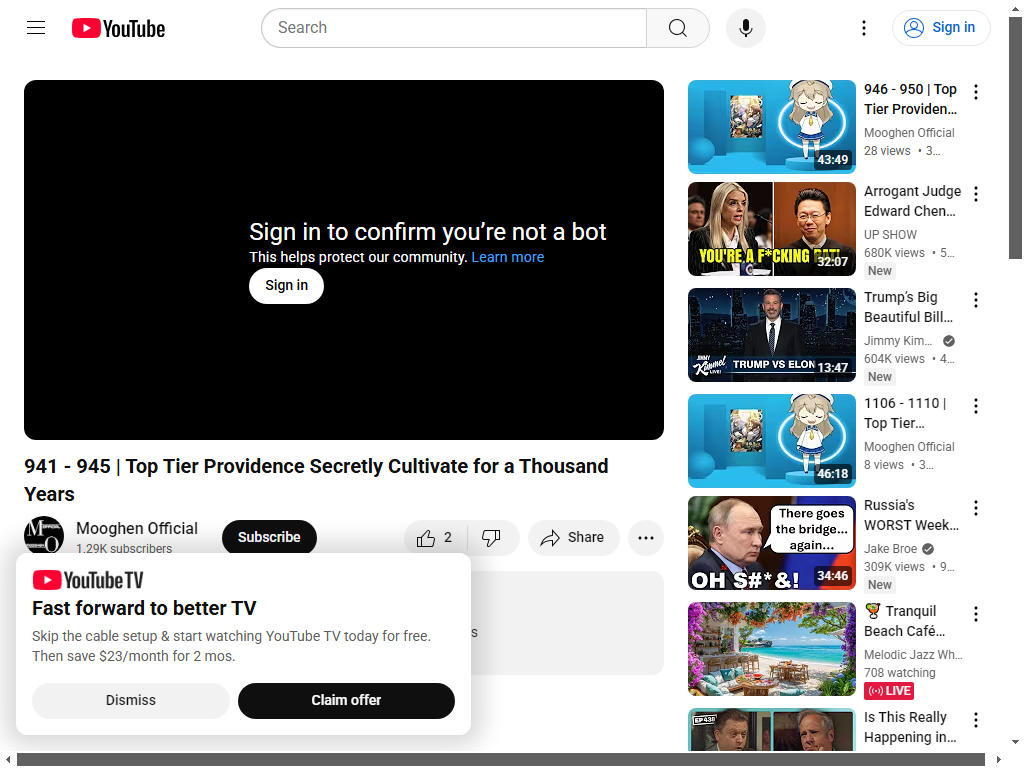 YouTube
Search
Sign in
Sign in to confirm you’re not a bot
This helps protect our community. Learn more
Sign in
941 - 945 | Top Tier Providence Secretly Cultivate for a Thousand
Years
Mooghen Official
1.29K subscribers
Subscribe
2
Share
s
YouTube TV
Fast forward to better TV
Skip the cable setup & start watching YouTube TV today for free.
Then save $23/month for 2 mos.
Dismiss
Claim offer
43:49
946 - 950 | Top
Tier Providen...
Mooghen Official
28 views • 3...
YOU'RE A F*CKING RAT!
32:07
Arrogant Judge
Edward Chen...
UP SHOW
680K views • 5...
New
JIMMY Kimmel LIVE!
TRUMP VS ELON
13:47
Trump’s Big
Beautiful Bill...
Jimmy Kim...
604K views • 4...
New
46:18
1106 - 1110 |
Top Tier...
Mooghen Official
8 views • 3...
There goes
the bridge...
again...
OH S#*&!
34:46
Russia's
WORST Week...
Jake Broe
309K views • 9...
New
Tranquil
Beach Café...
Melodic Jazz Wh...
708 watching
LIVE
EP 438
Is This Really
Happening in...